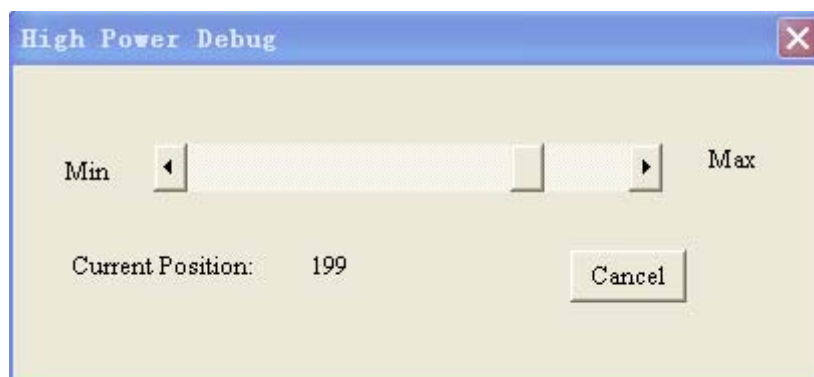 High Power Debug
Min
Max
Current Position: 199
Cancel